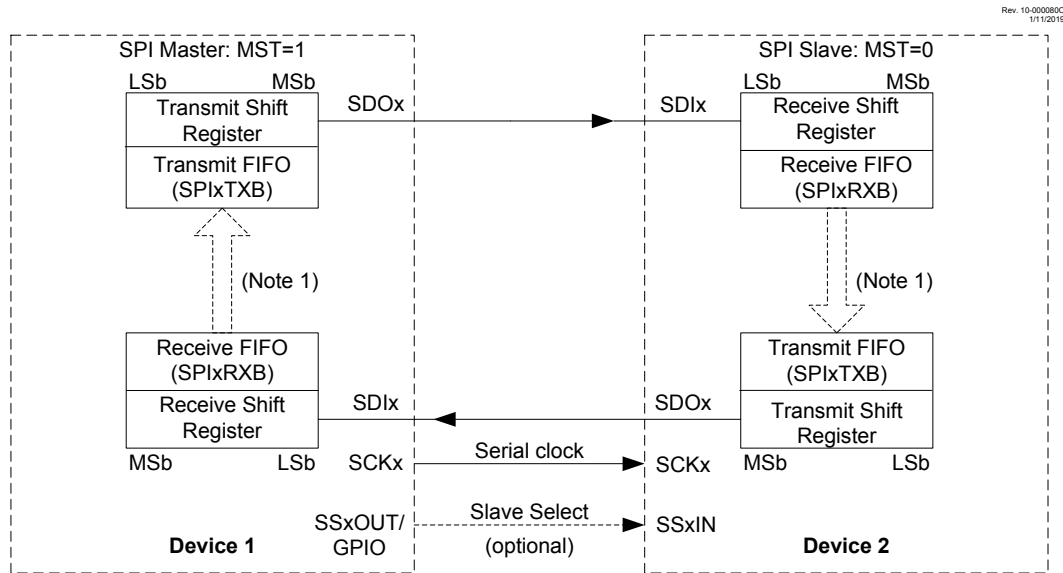 Rev. 10-000080C
1/11/2019
SPI Master: MST=1
LSb MSb
Transmit Shift
Register
Transmit FIFO
(SPIxTXB)
SDOx
(Note 1)
Receive FIFO
(SPIxRXB)
Receive Shift
Register
MSb LSb
SDIx
SCKx
SSxOUT/
GPIO
Device 1
Serial clock
Slave Select
(optional)
SPI Slave: MST=0
LSb MSb
SDIx
Receive Shift
Register
Receive FIFO
(SPIxRXB)
(Note 1)
Transmit FIFO
(SPIxTXB)
SDOx
Transmit Shift
Register
MSb LSb
SCKx
SSxIN
Device 2